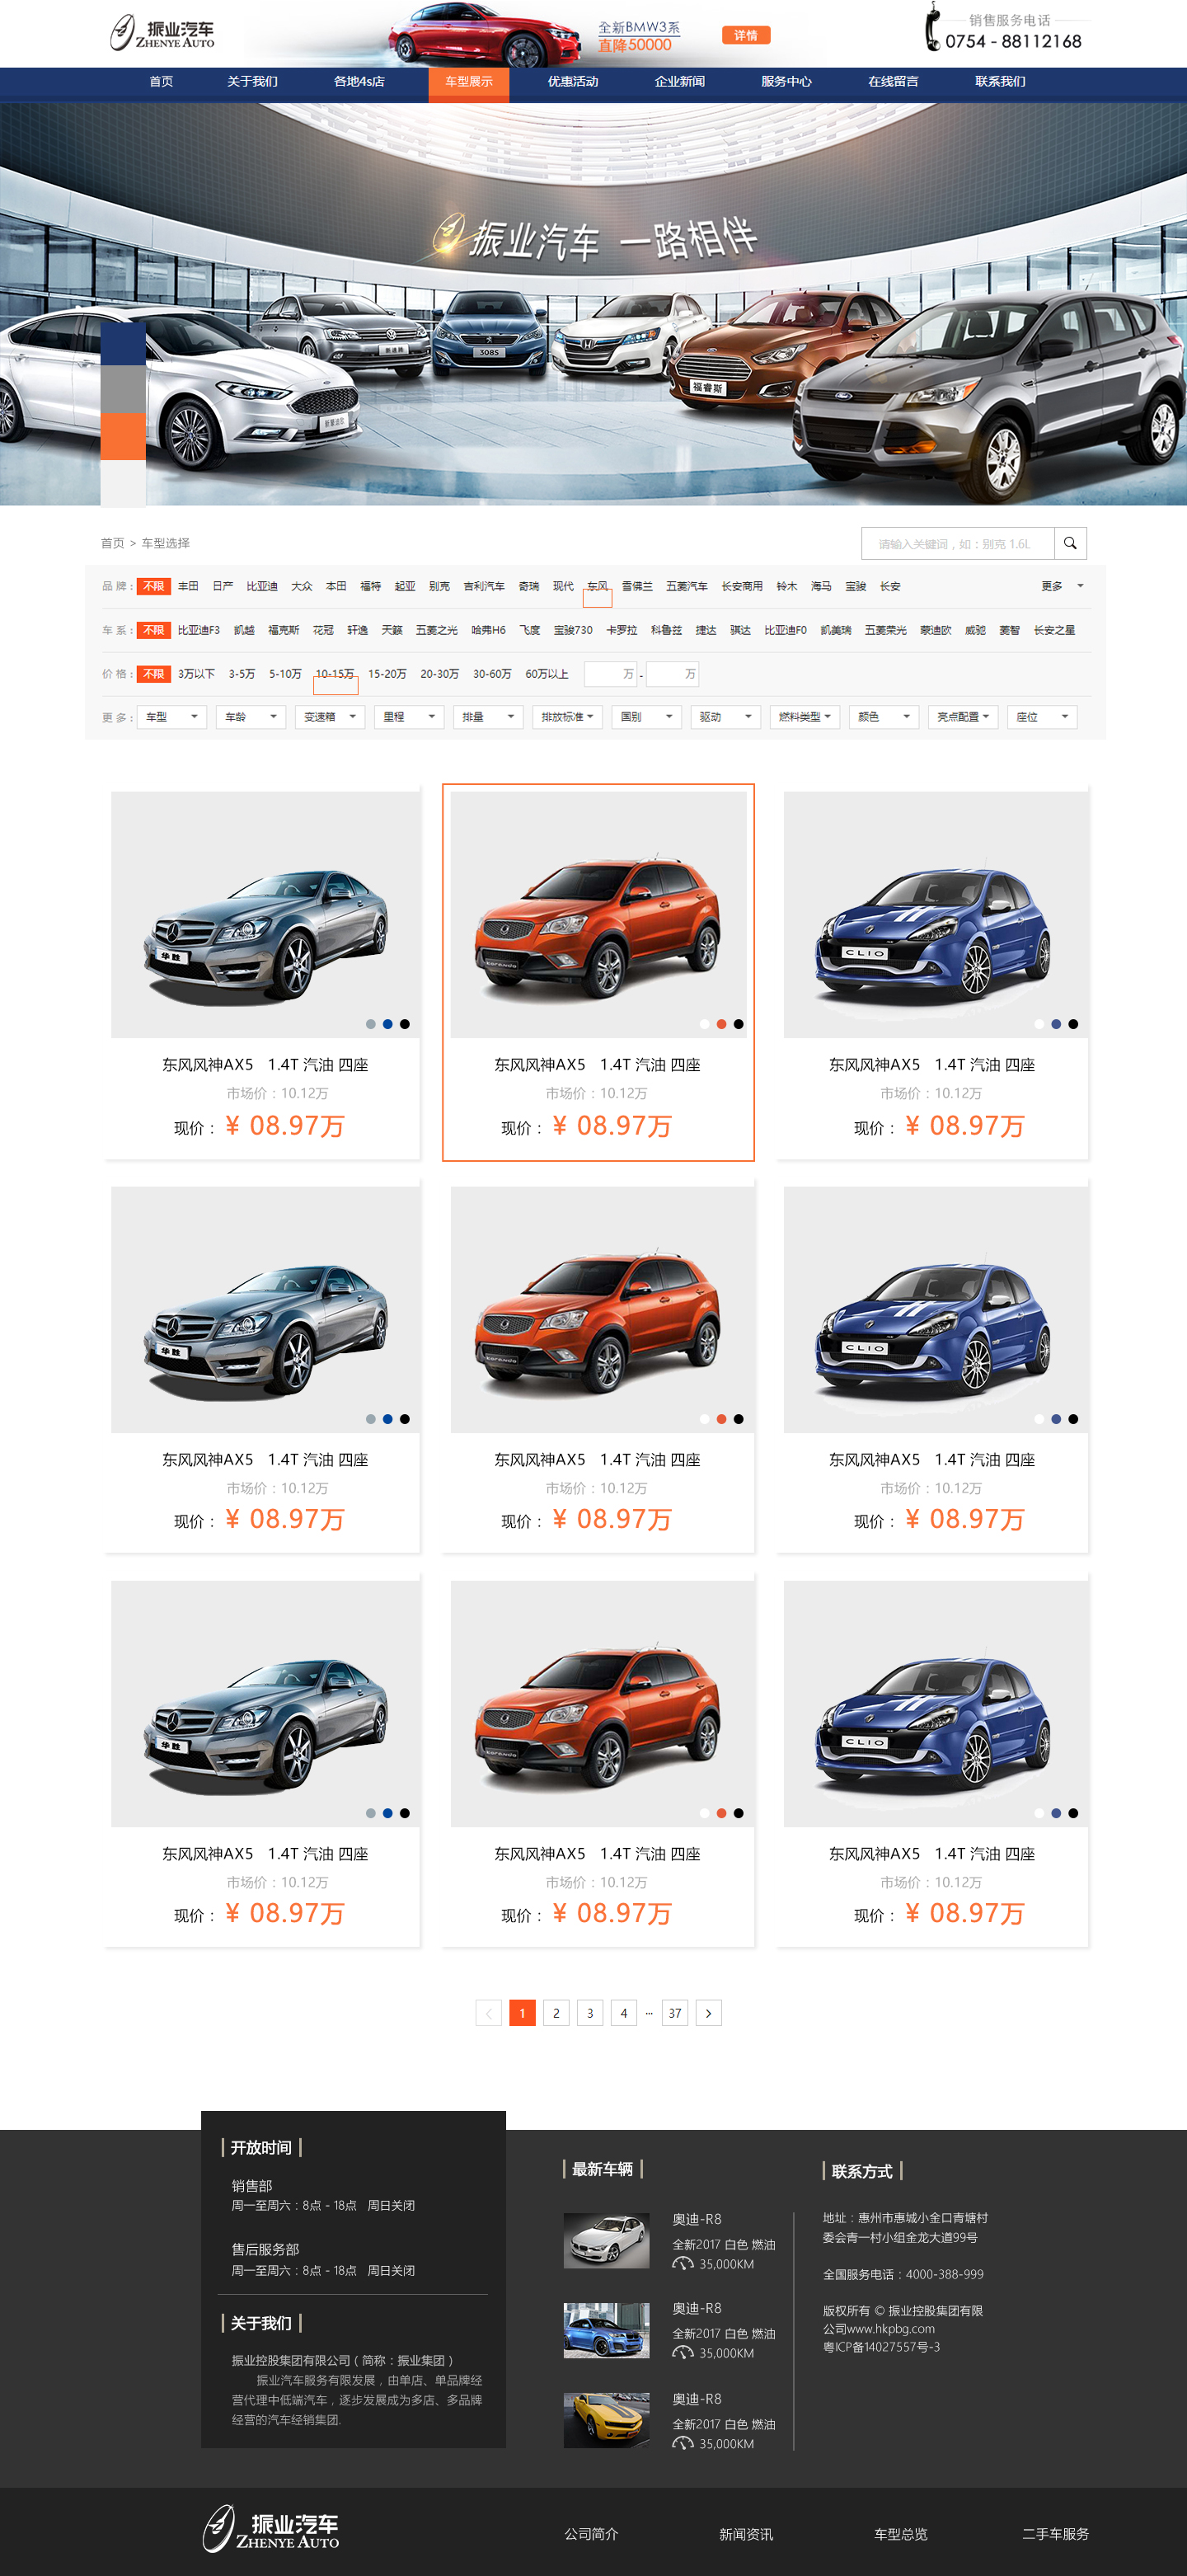 振业汽车
ZHENYE AUTO
全新BMW3系
直降50000
详情
销售服务电话
0754 - 88112168
首页 关于我们 各地4s店 车型展示 优惠活动 企业新闻 服务中心 在线留言 联系我们
振业汽车 一路相伴
3085
福睿斯
首页 > 车型选择
请输入关键词，如：别克 1.6L
品 牌： 不限 丰田 日产 比亚迪 大众 本田 福特 起亚 别克 吉利汽车 奇瑞 现代 东风 雪佛兰 五菱汽车 长安商用 铃木 海马 宝骏 长安 更多
车 系： 不限 比亚迪F3 凯越 福克斯 花冠 轩逸 天籁 五菱之光 哈弗H6 飞度 宝骏730 卡罗拉 科鲁兹 捷达 骐达 比亚迪F0 凯美瑞 五菱荣光 蒙迪欧 威驰 菱智 长安之星
价 格： 不限 3万以下 3-5万 5-10万 10-15万 15-20万 20-30万 30-60万 60万以上 万 - 万
更 多： 车型 车龄 变速箱 里程 排量 排放标准 国别 驱动 燃料类型 颜色 亮点配置 座位
华胜
CLIO
东风风神AX5 1.4T 汽油 四座
市场价：10.12万
现价： ¥ 08.97万
东风风神AX5 1.4T 汽油 四座
市场价：10.12万
现价： ¥ 08.97万
东风风神AX5 1.4T 汽油 四座
市场价：10.12万
现价： ¥ 08.97万
华胜
CLIO
东风风神AX5 1.4T 汽油 四座
市场价：10.12万
现价： ¥ 08.97万
东风风神AX5 1.4T 汽油 四座
市场价：10.12万
现价： ¥ 08.97万
东风风神AX5 1.4T 汽油 四座
市场价：10.12万
现价： ¥ 08.97万
华胜
CLIO
东风风神AX5 1.4T 汽油 四座
市场价：10.12万
现价： ¥ 08.97万
东风风神AX5 1.4T 汽油 四座
市场价：10.12万
现价： ¥ 08.97万
东风风神AX5 1.4T 汽油 四座
市场价：10.12万
现价： ¥ 08.97万
< 1 2 3 4 ··· 37 >
开放时间
销售部
周一至周六：8点 - 18点 周日关闭
售后服务部
周一至周六：8点 - 18点 周日关闭
关于我们
振业控股集团有限公司（简称：振业集团）
振业汽车服务有限发展，由单店、单品牌经
营代理中低端汽车，逐步发展成为多店、多品牌
经营的汽车经销集团.
最新车辆
奥迪-R8
全新2017 白色 燃油
35,000KM
奥迪-R8
全新2017 白色 燃油
35,000KM
奥迪-R8
全新2017 白色 燃油
35,000KM
联系方式
地址：惠州市惠城小金口青塘村
委会青一村小组金龙大道99号
全国服务电话：4000-388-999
版权所有 © 振业控股集团有限
公司www.hkpbg.com
粤ICP备14027557号-3
振业汽车
ZHENYE AUTO
公司简介 新闻资讯 车型总览 二手车服务